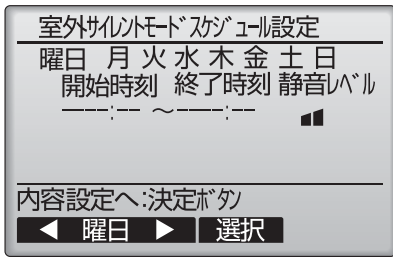 室外ｻｲﾚﾝﾄﾓｰﾄﾞｽｹｼﾞｭｰﾙ設定
曜日 月 火 水 木 金 土 日
開始時刻 終了時刻 静音ﾚﾍﾞﾙ
--:-- ～ --:--
内容設定へ:決定ﾎﾞﾀﾝ
◀ 曜日 ▶ 選択